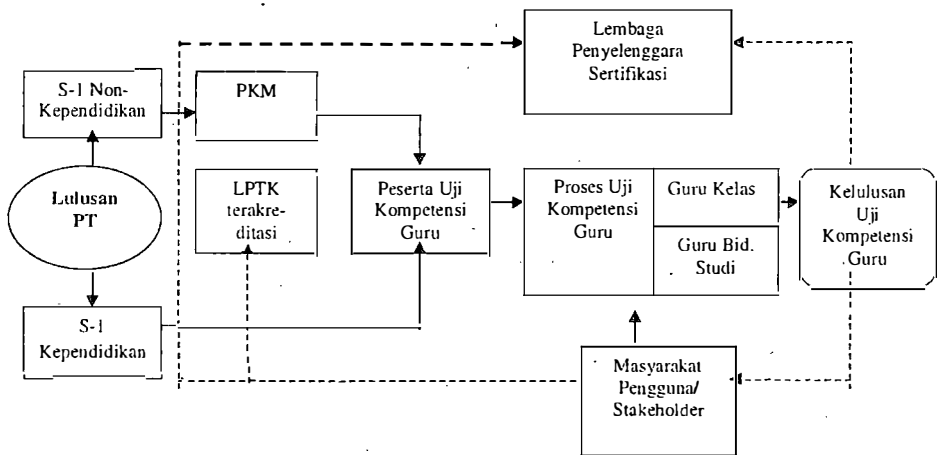 Lembaga
Penyelenggara
Sertifikasi
S-1 Non-
Kependidikan
PKM
Lulusan
PT
LPTK
terakre-
ditasi
Peserta Uji
Kompetensi
Guru
Proses Uji
Kompetensi
Guru
Guru Kelas
Guru Bid.
Studi
Kelulusan
Uji
Kompetensi
Guru
S-1
Kependidikan
Masyarakat
Pengguna/
Stakeholder